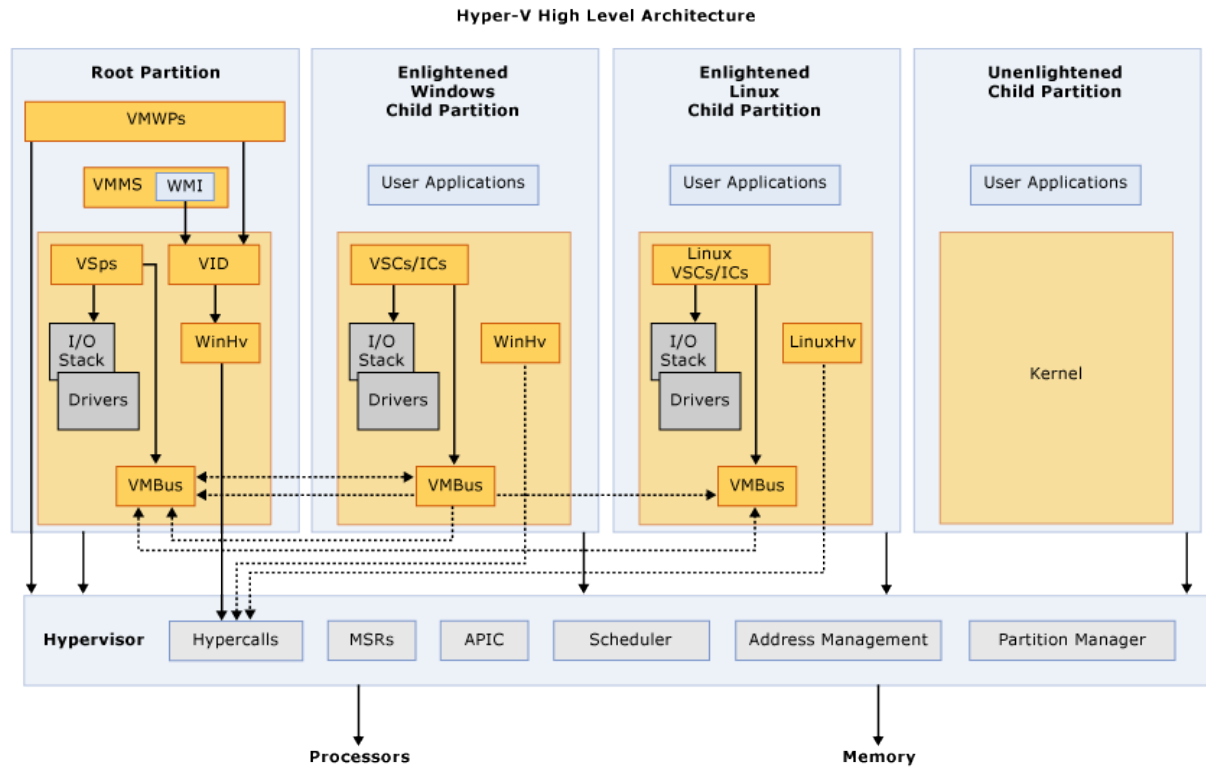 Hyper-V High Level Architecture
Root Partition
VMWPs
VMMS
WMI
VSps
VID
I/O
Stack
Drivers
WinHv
VMBus
Enlightened
Windows
Child Partition
User Applications
VSCs/ICs
I/O
Stack
Drivers
WinHv
VMBus
Enlightened
Linux
Child Partition
User Applications
Linux
VSCs/ICs
I/O
Stack
Drivers
LinuxHv
VMBus
Unenlightened
Child Partition
User Applications
Kernel
Hypervisor
Hypercalls
MSRs
APIC
Scheduler
Address Management
Partition Manager
Processors
Memory